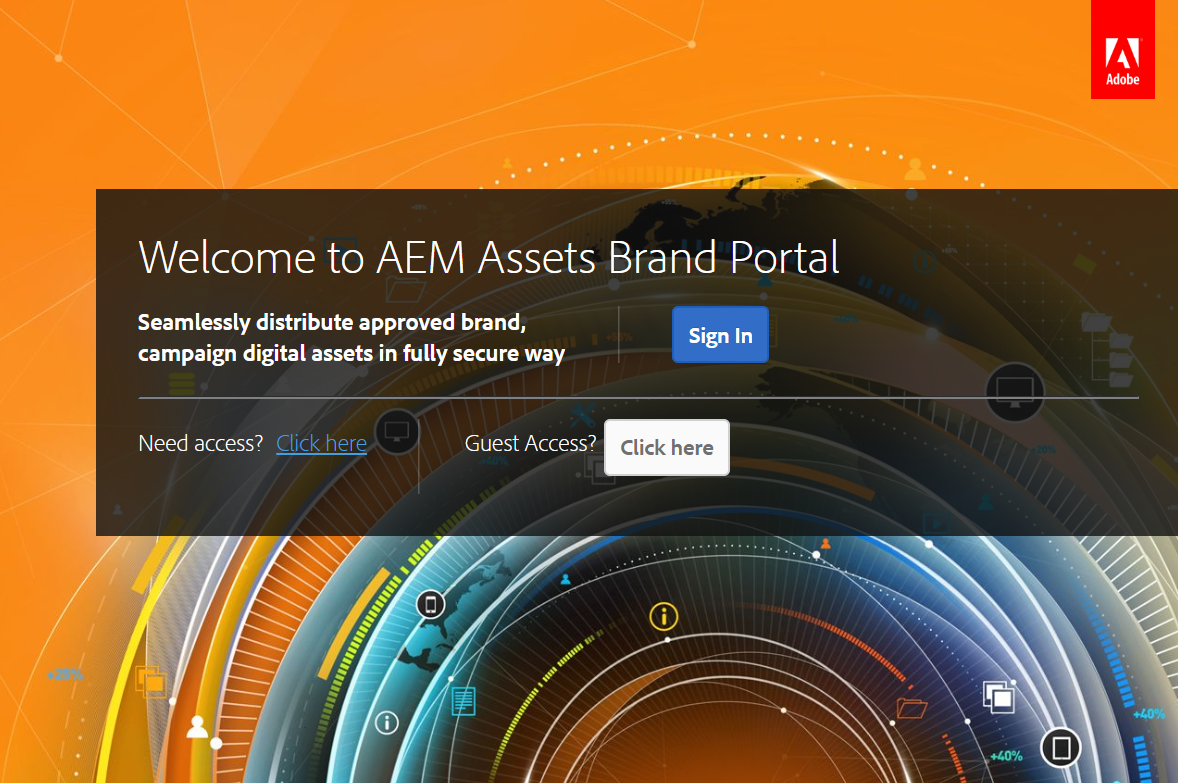 Adobe
Welcome to AEM Assets Brand Portal
Seamlessly distribute approved brand,
campaign digital assets in fully secure way
Sign In
Need access? Click here
Guest Access? Click here
+40%
+40%